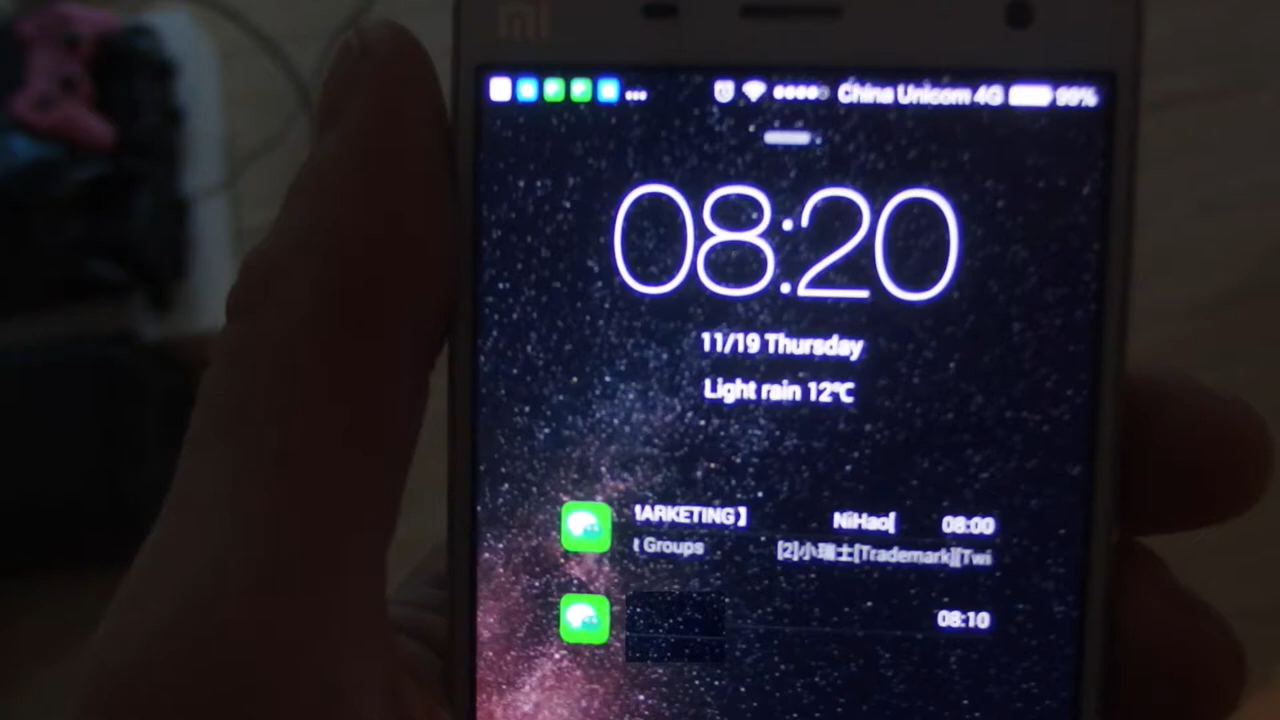 mi
China Unicom 4G 99%
08:20
11/19 Thursday
Light rain 12℃
ARKETING】 NiHao[ 08:00
Groups [2]小瑞士[Trademark][Twi
08:10